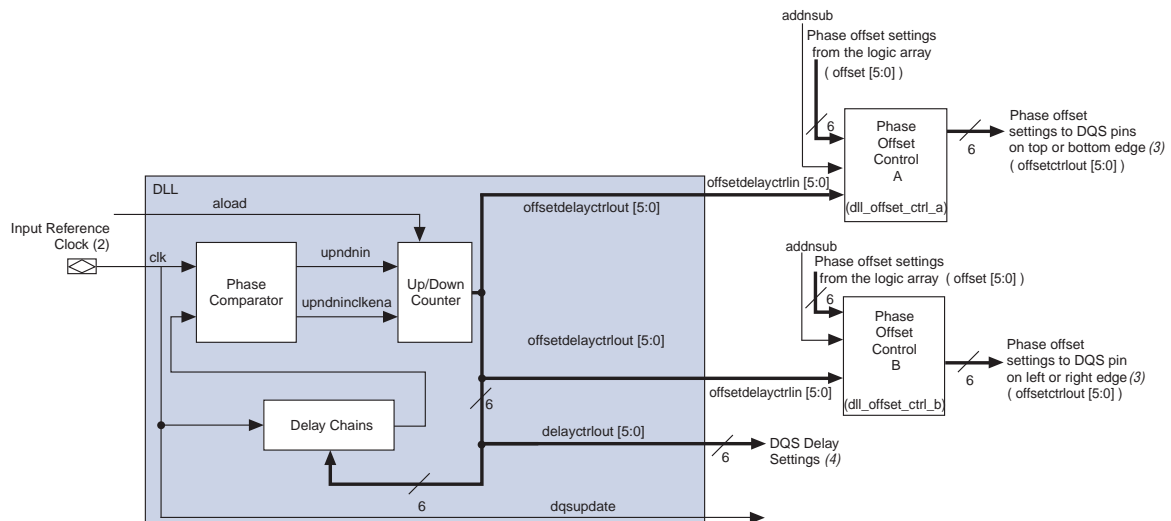 addnsub
Phase offset settings
from the logic array
( offset [5:0] )
6
Phase
Offset
Control
A
(dll_offset_ctrl_a)
6
Phase offset
settings to DQS pins
on top or bottom edge (3)
( offsetctrlout [5:0] )
DLL
aload
offsetdelayctrlout [5:0]
offsetdelayctrlin [5:0]
Input Reference
Clock (2)
clk
Phase
Comparator
upndnin
upndninclkena
Up/Down
Counter
addnsub
Phase offset settings
from the logic array ( offset [5:0] )
6
Phase
Offset
Control
B
(dll_offset_ctrl_b)
6
Phase offset
settings to DQS pin
on left or right edge (3)
( offsetctrlout [5:0] )
offsetdelayctrlout [5:0]
offsetdelayctrlin [5:0]
6
Delay Chains
delayctrlout [5:0]
6
DQS Delay
Settings (4)
6
dqsupdate